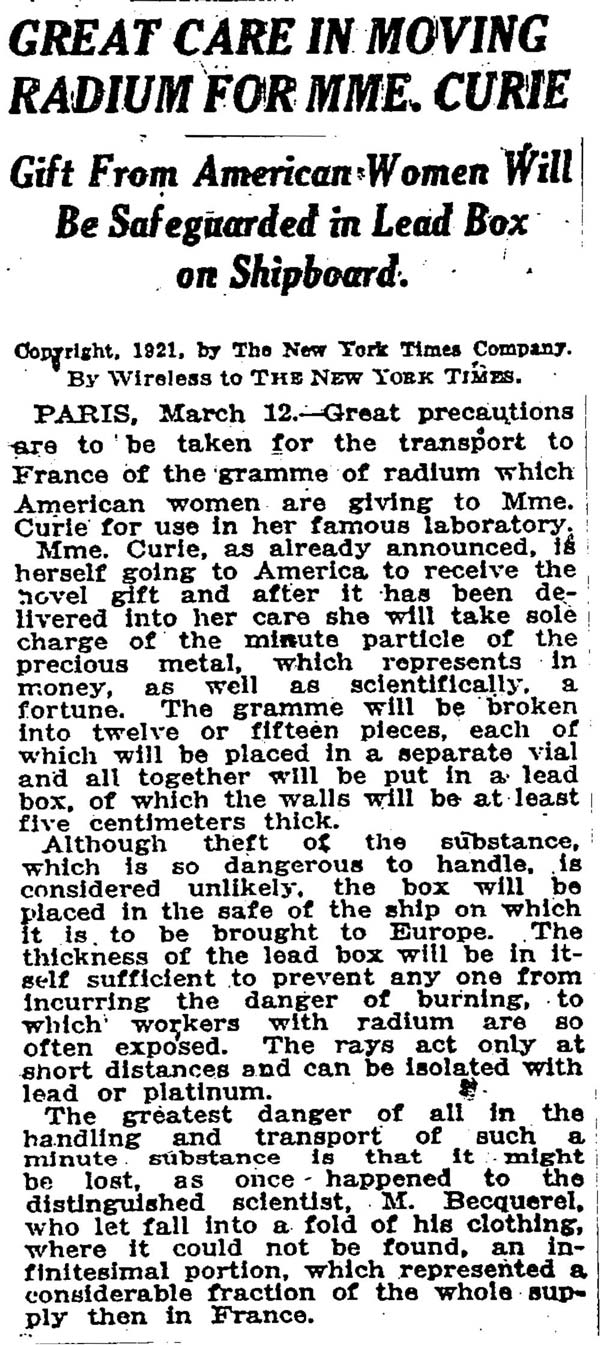 GREAT CARE IN MOVING
RADIUM FOR MME. CURIE
Gift From American Women Will
Be Safeguarded in Lead Box
on Shipboard.
Copyright, 1921, by The New York Times Company.
By Wireless to THE NEW YORK TIMES.
PARIS, March 12.—Great precautions
are to be taken for the transport to
France of the gramme of radium which
American women are giving to Mme.
Curie for use in her famous laboratory.
Mme. Curie, as already announced, is
herself going to America to receive the
novel gift and after it has been de-
livered into her care she will take sole
charge of the minute particle of the
precious metal, which represents in
money, as well as scientifically, a
fortune. The gramme will be broken
into twelve or fifteen pieces, each of
which will be placed in a separate vial
and all together will be put in a lead
box, of which the walls will be at least
five centimeters thick.
Although theft of the substance,
which is so dangerous to handle, is
considered unlikely, the box will be
placed in the safe of the ship on which
it is to be brought to Europe. The
thickness of the lead box will be in it-
self sufficient to prevent any one from
incurring the danger of burning, to
which workers with radium are so
often exposed. The rays act only at
short distances and can be isolated with
lead or platinum.
The greatest danger of all in the
handling and transport of such a
minute substance is that it might
be lost, as once happened to the
distinguished scientist, M. Becquerel,
who let fall into a fold of his clothing,
where it could not be found, an in-
finitesimal portion, which represented a
considerable fraction of the whole sup-
ply then in France.